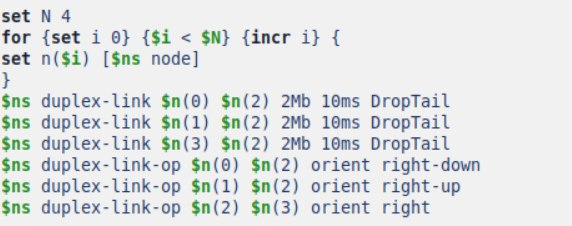 set N 4
for {set i 0} {$i < $N} {incr i} {
set n($i) [$ns node]
}
$ns duplex-link $n(0) $n(2) 2Mb 10ms DropTail
$ns duplex-link $n(1) $n(2) 2Mb 10ms DropTail
$ns duplex-link $n(3) $n(2) 2Mb 10ms DropTail
$ns duplex-link-op $n(0) $n(2) orient right-down
$ns duplex-link-op $n(1) $n(2) orient right-up
$ns duplex-link-op $n(2) $n(3) orient right